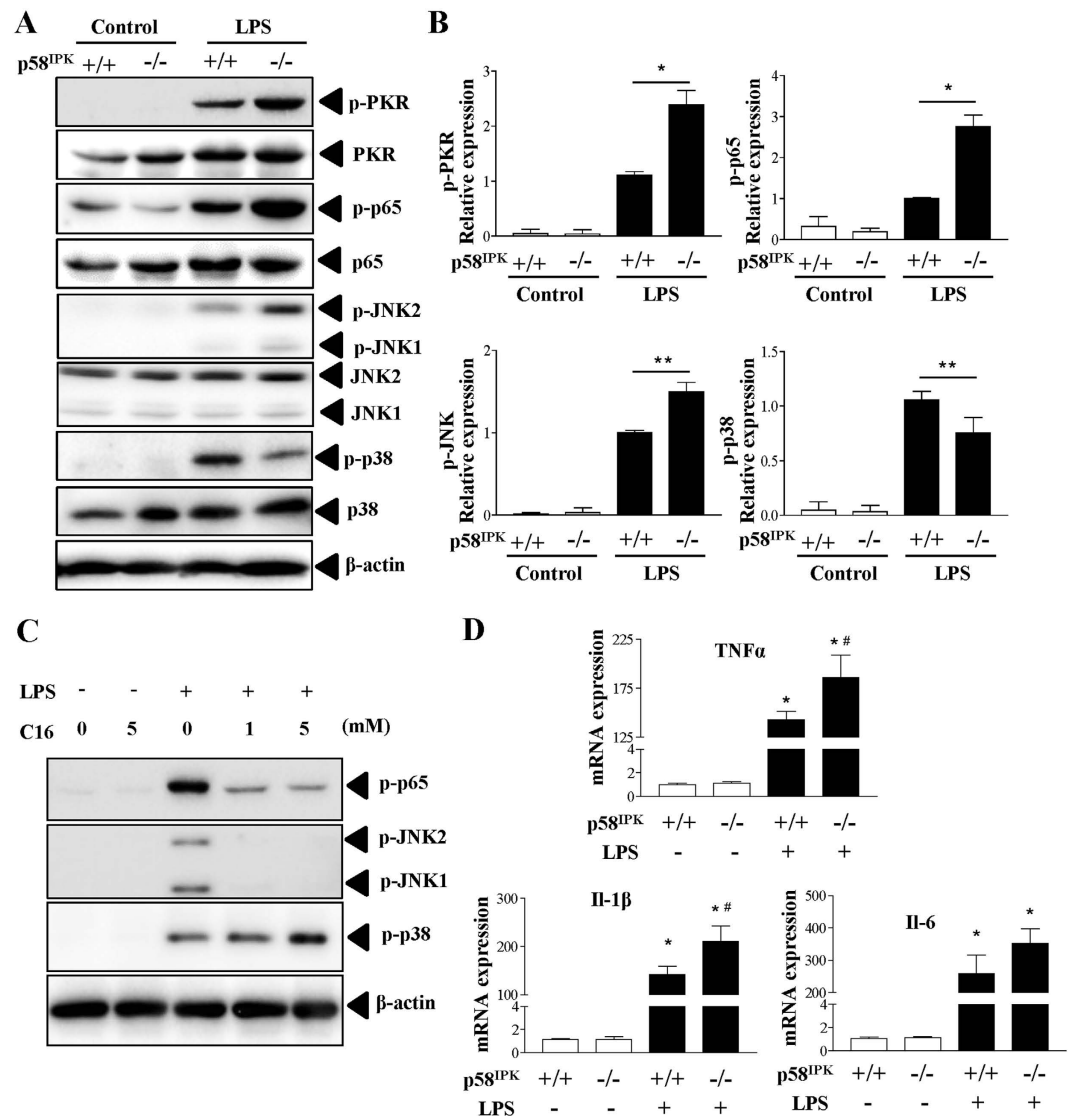 A
Control LPS
p58IPK +/+ -/- +/+ -/-
p-PKR
PKR
p-p65
p65
p-JNK2
p-JNK1
JNK2
JNK1
p-p38
p38
β-actin
B
p-PKR
Relative expression
3
2
1
0
*
p58IPK +/+ -/- +/+ -/-
Control LPS
p-p65
Relative expression
4
3
2
1
0
*
p58IPK +/+ -/- +/+ -/-
Control LPS
p-JNK
Relative expression
2
1
0
**
p58IPK +/+ -/- +/+ -/-
Control LPS
p-p38
Relative expression
1.5
1.0
0.5
0.0
**
p58IPK +/+ -/- +/+ -/-
Control LPS
C
LPS - - + + +
C16 0 5 0 1 5 (mM)
p-p65
p-JNK2
p-JNK1
p-p38
β-actin
D
TNFα
mRNA expression
225
175
125
4
2
0
* * #
p58IPK +/+ -/- +/+ -/-
LPS - - + +
Il-1β
mRNA expression
300
200
100
4
2
0
* * #
p58IPK +/+ -/- +/+ -/-
LPS - - + +
Il-6
mRNA expression
500
400
300
200
4
2
0
* *
p58IPK +/+ -/- +/+ -/-
LPS - - + +